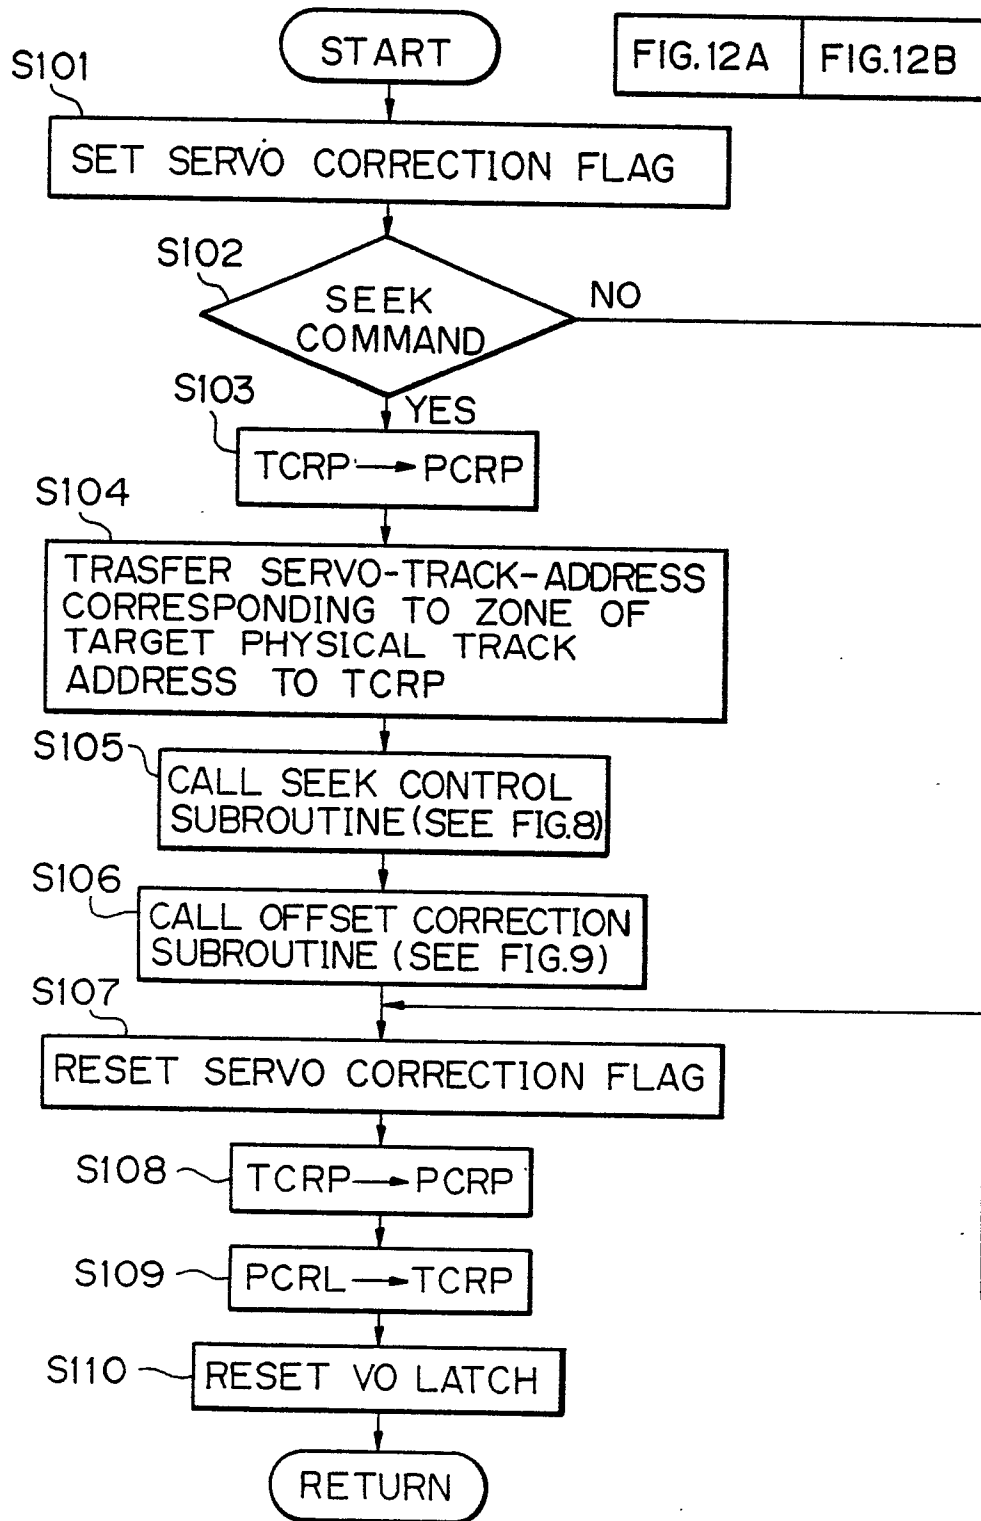 START
FIG.12A FIG.12B
S101
SET SERVO CORRECTION FLAG
S102
SEEK
COMMAND
NO
YES
S103
TCRP → PCRP
S104
TRASFER SERVO-TRACK-ADDRESS
CORRESPONDING TO ZONE OF
TARGET PHYSICAL TRACK
ADDRESS TO TCRP
S105
CALL SEEK CONTROL
SUBROUTINE (SEE FIG.8)
S106
CALL OFFSET CORRECTION
SUBROUTINE (SEE FIG.9)
S107
RESET SERVO CORRECTION FLAG
S108
TCRP → PCRP
S109
PCRL → TCRP
S110
RESET VO LATCH
RETURN